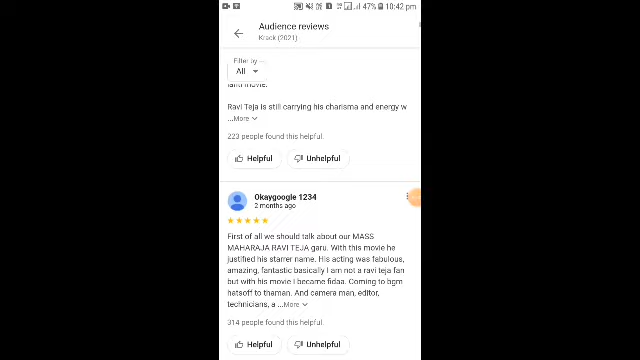 47% 10:42 pm
Audience reviews
Krack (2021)
Filter by
All
fanti movie.
Ravi Teja is still carrying his charisma and energy w
...More
223 people found this helpful.
Helpful Unhelpful
Okaygoogle 1234
2 months ago
First of all we should talk about our MASS
MAHARAJA RAVI TEJA garu. With this movie he
justified his starrer name. His acting was fabulous,
amazing, fantastic basically I am not a ravi teja fan
but with his movie I became fidaa. Coming to bgm
hatsoff to thaman. And camera man, editor,
technicians, a ...More
314 people found this helpful.
Helpful Unhelpful